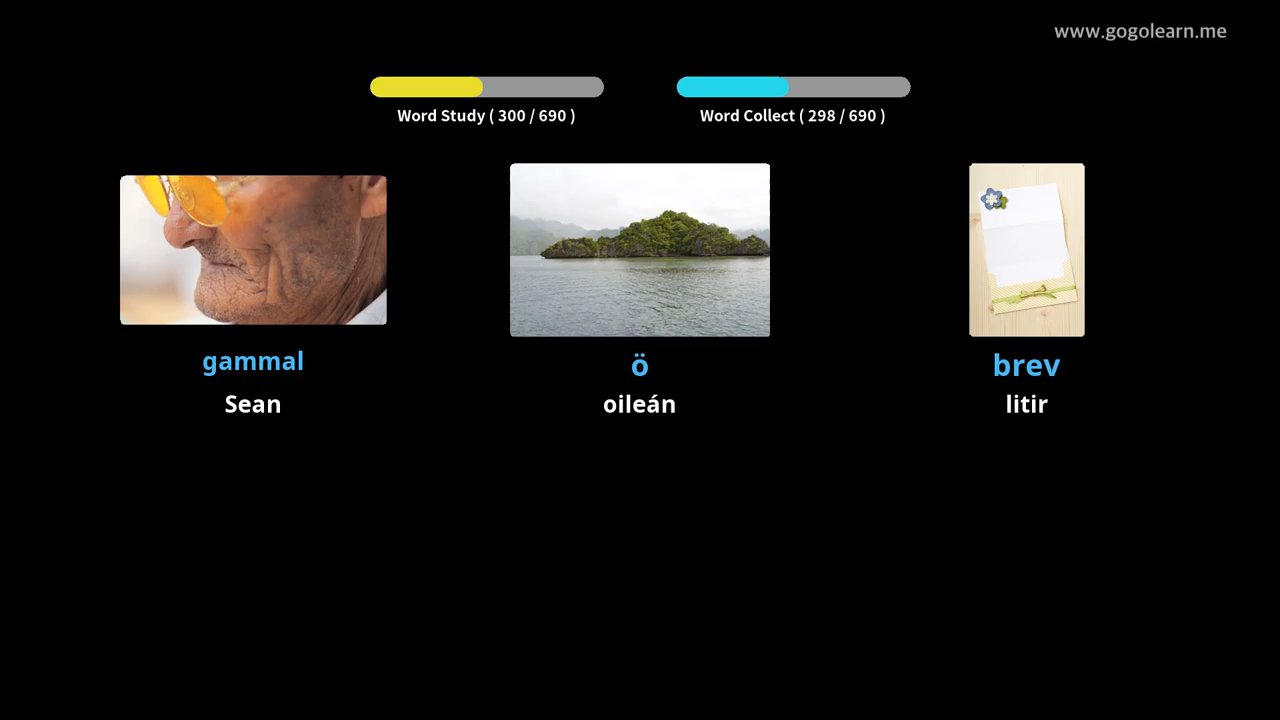 www.gogolearn.me
Word Study ( 300 / 690 )
Word Collect ( 298 / 690 )
gammal
ö
brev
Sean
oileán
litir